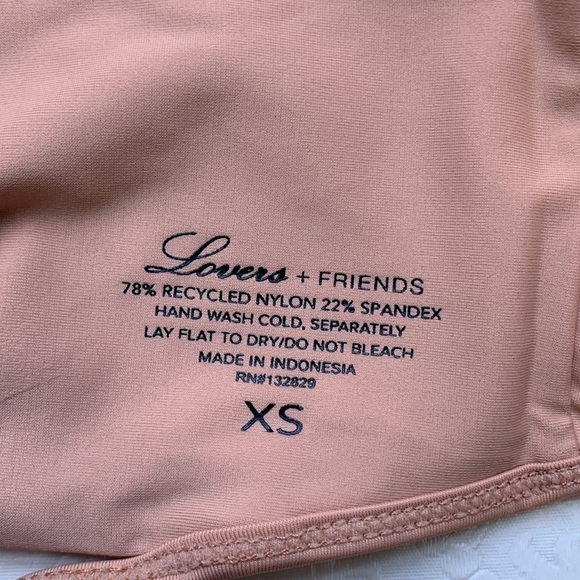 Lovers + FRIENDS
78% RECYCLED NYLON 22% SPANDEX
HAND WASH COLD, SEPARATELY
LAY FLAT TO DRY/DO NOT BLEACH
MADE IN INDONESIA
RN#132829
XS